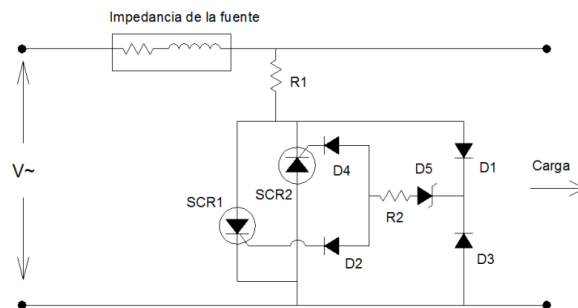 Impedancia de la fuente
R1
V~
SCR1
SCR2
D4
D5
D1
Carga
R2
D2
D3